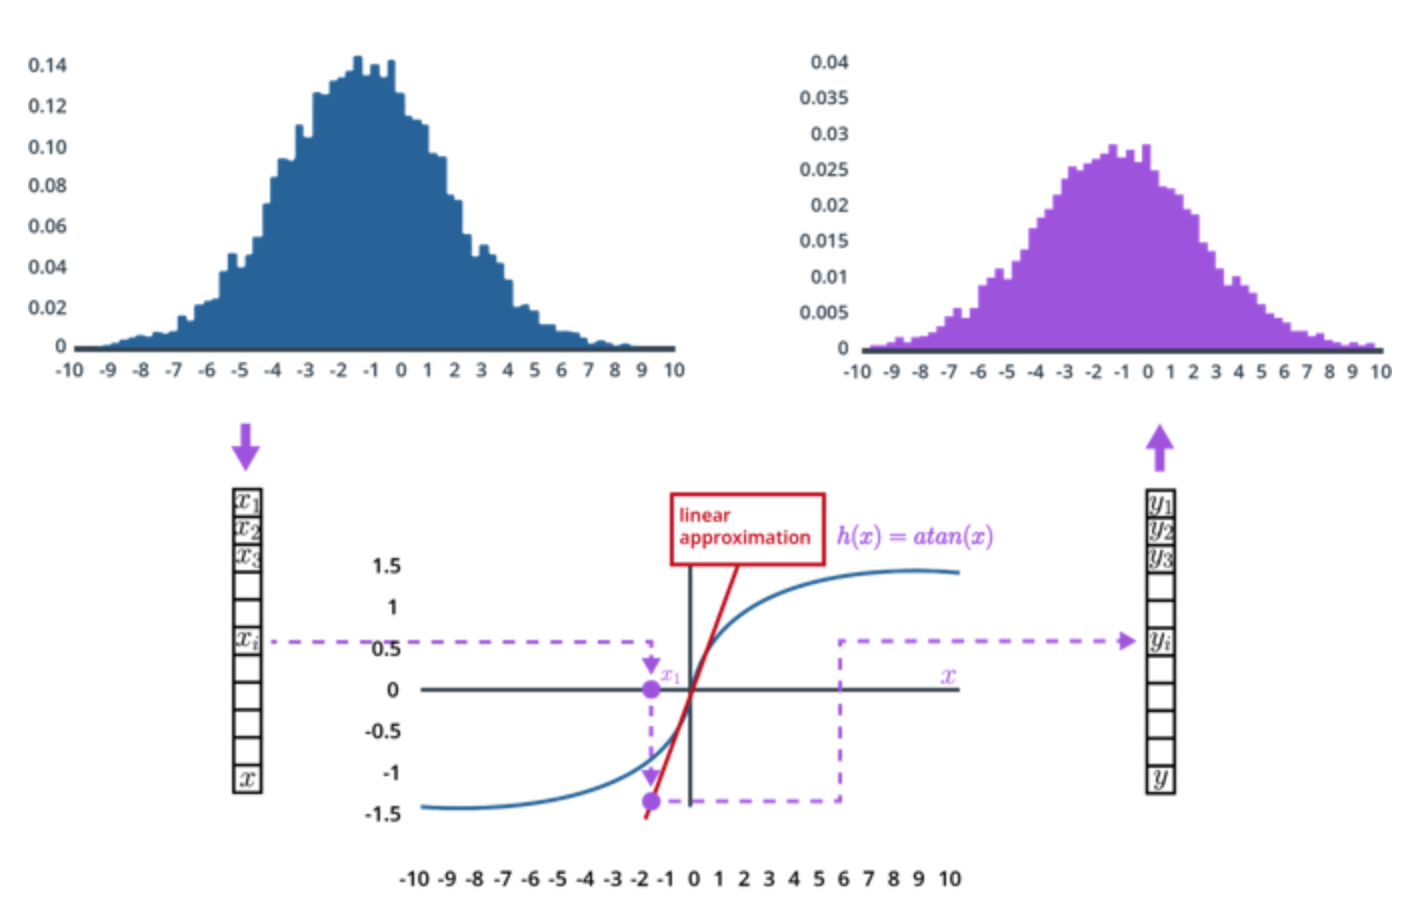 0.14
0.12
0.10
0.08
0.06
0.04
0.02
0
-10 -9 -8 -7 -6 -5 -4 -3 -2 -1 0 1 2 3 4 5 6 7 8 9 10
0.04
0.035
0.03
0.025
0.02
0.015
0.01
0.005
0
-10 -9 -8 -7 -6 -5 -4 -3 -2 -1 0 1 2 3 4 5 6 7 8 9 10
x₁
x₂
x₃
xᵢ
x
linear
approximation
h(x) = atan(x)
1.5
1
0.5
0
-0.5
-1
-1.5
x₁
x
-10 -9 -8 -7 -6 -5 -4 -3 -2 -1 0 1 2 3 4 5 6 7 8 9 10
y₁
y₂
y₃
yᵢ
y